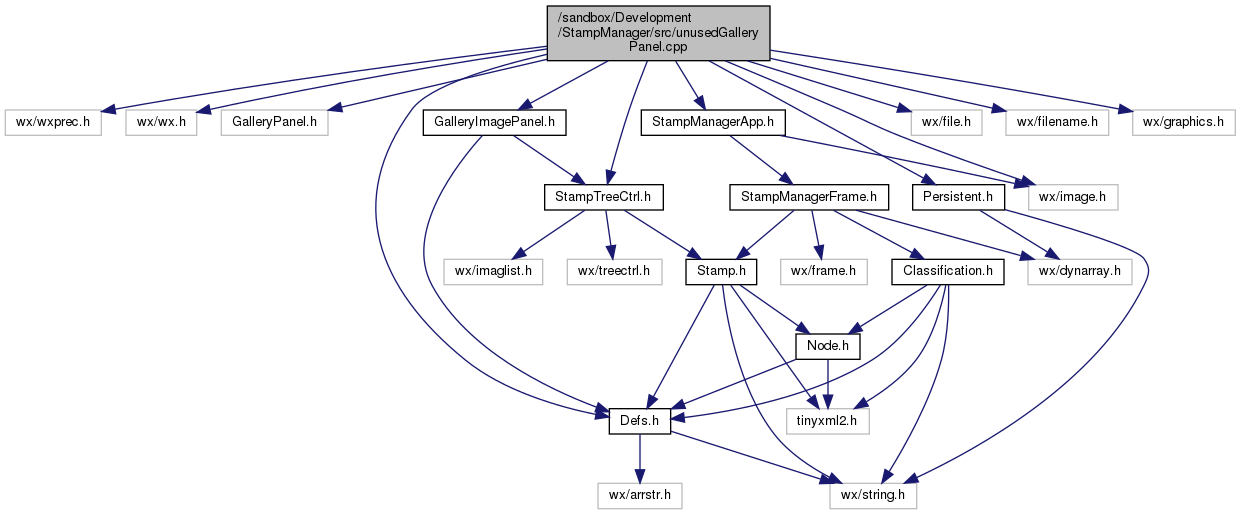 /sandbox/Development
/StampManager/src/unusedGallery
Panel.cpp
wx/wxprec.h
wx/wx.h
GalleryPanel.h
GalleryImagePanel.h
StampManagerApp.h
wx/file.h
wx/filename.h
wx/graphics.h
StampTreeCtrl.h
StampManagerFrame.h
Persistent.h
wx/image.h
wx/imaglist.h
wx/treectrl.h
Stamp.h
wx/frame.h
Classification.h
wx/dynarray.h
Node.h
Defs.h
tinyxml2.h
wx/arrstr.h
wx/string.h